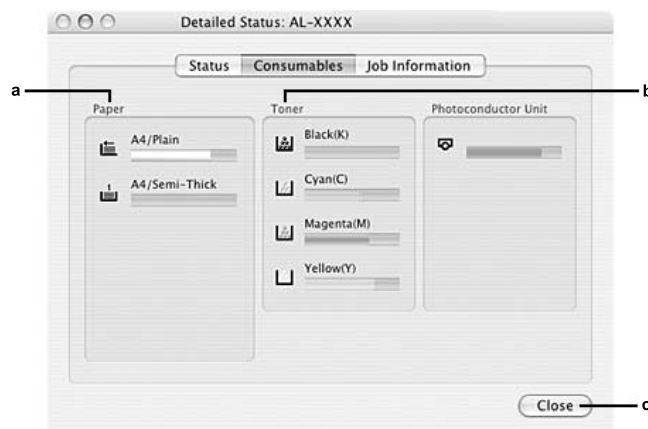 Detailed Status: AL-XXXX
Status Consumables Job Information
a
b
Paper Toner Photoconductor Unit
A4/Plain
A4/Semi-Thick
Black(K)
Cyan(C)
Magenta(M)
Yellow(Y)
Close